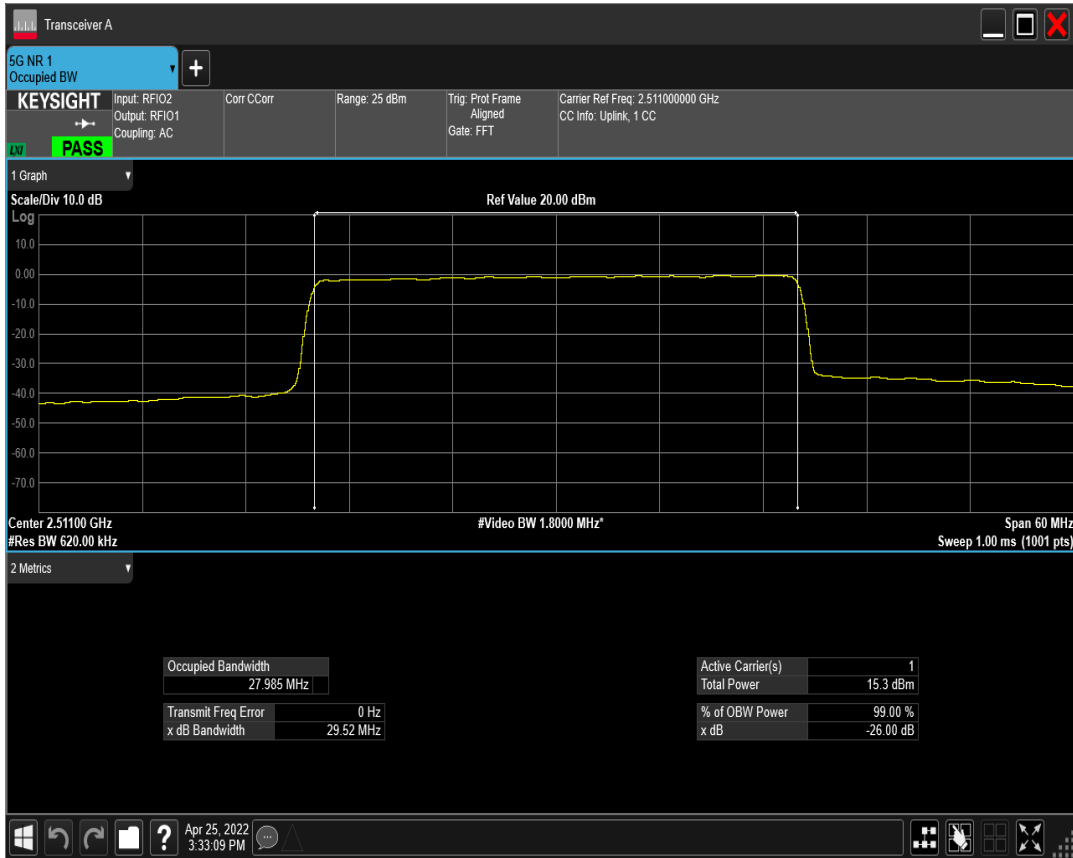 Transceiver A
5G NR 1
Occupied BW
KEYSIGHT
LXI
PASS
Input: RFIO2
Output: RFIO1
Coupling: AC
Corr CCorr
Range: 25 dBm
Trig: Prot Frame
Aligned
Gate: FFT
Carrier Ref Freq: 2.511000000 GHz
CC Info: Uplink, 1 CC
1 Graph
Scale/Div 10.0 dB
Ref Value 20.00 dBm
Log
10.0
0.00
-10.0
-20.0
-30.0
-40.0
-50.0
-60.0
-70.0
Center 2.51100 GHz
#Video BW 1.8000 MHz*
Span 60 MHz
#Res BW 620.00 kHz
Sweep 1.00 ms (1001 pts)
2 Metrics
Occupied Bandwidth
27.985 MHz
Transmit Freq Error 0 Hz
x dB Bandwidth 29.52 MHz
Active Carrier(s) 1
Total Power 15.3 dBm
% of OBW Power 99.00 %
x dB -26.00 dB
Apr 25, 2022
3:33:09 PM